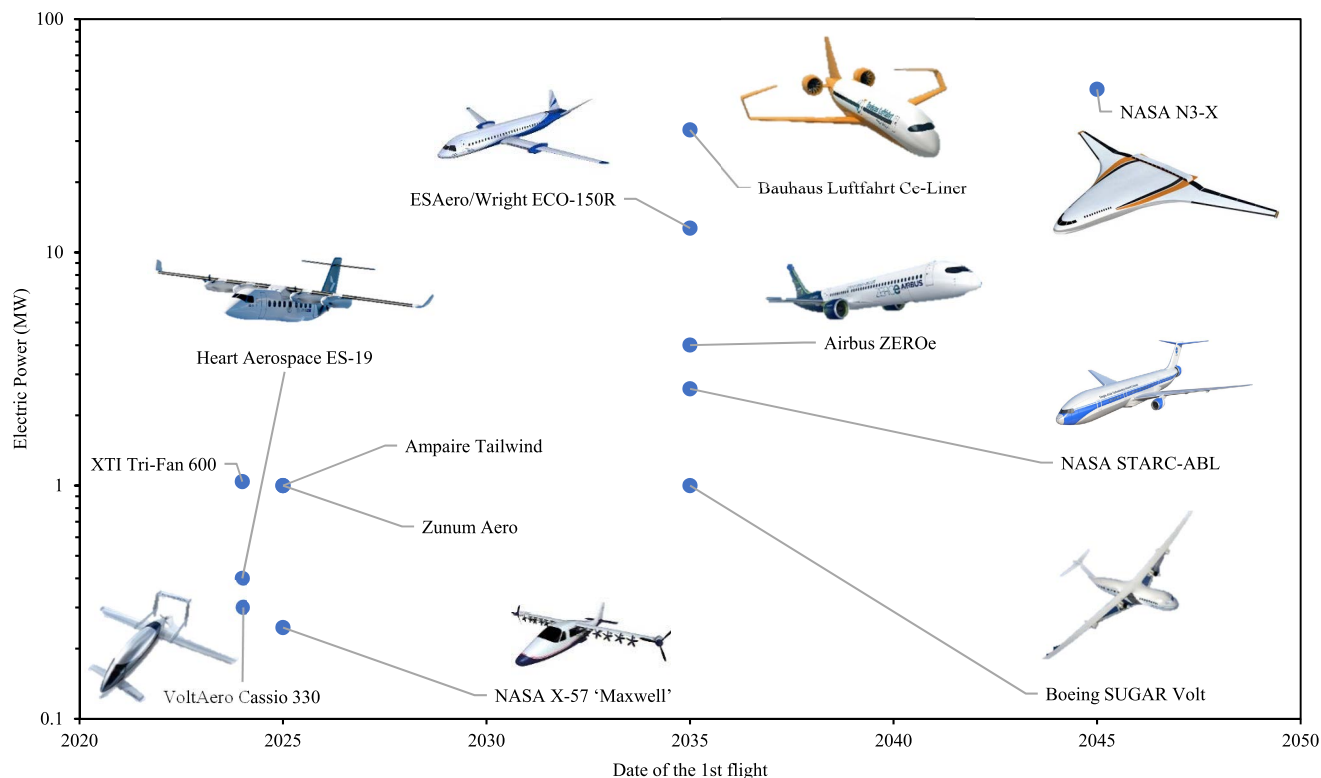 100
10
1
0.1
Electric Power (MW)
2020
2025
2030
2035
2040
2045
2050
Date of the 1st flight
NASA N3-X
Bauhaus Luftfahrt Ce-Liner
ESAero/Wright ECO-150R
Heart Aerospace ES-19
Airbus ZEROe
AIRBUS
XTI Tri-Fan 600
Ampaire Tailwind
NASA STARC-ABL
Zunum Aero
VoltAero Cassio 330
NASA X-57 ‘Maxwell’
Boeing SUGAR Volt